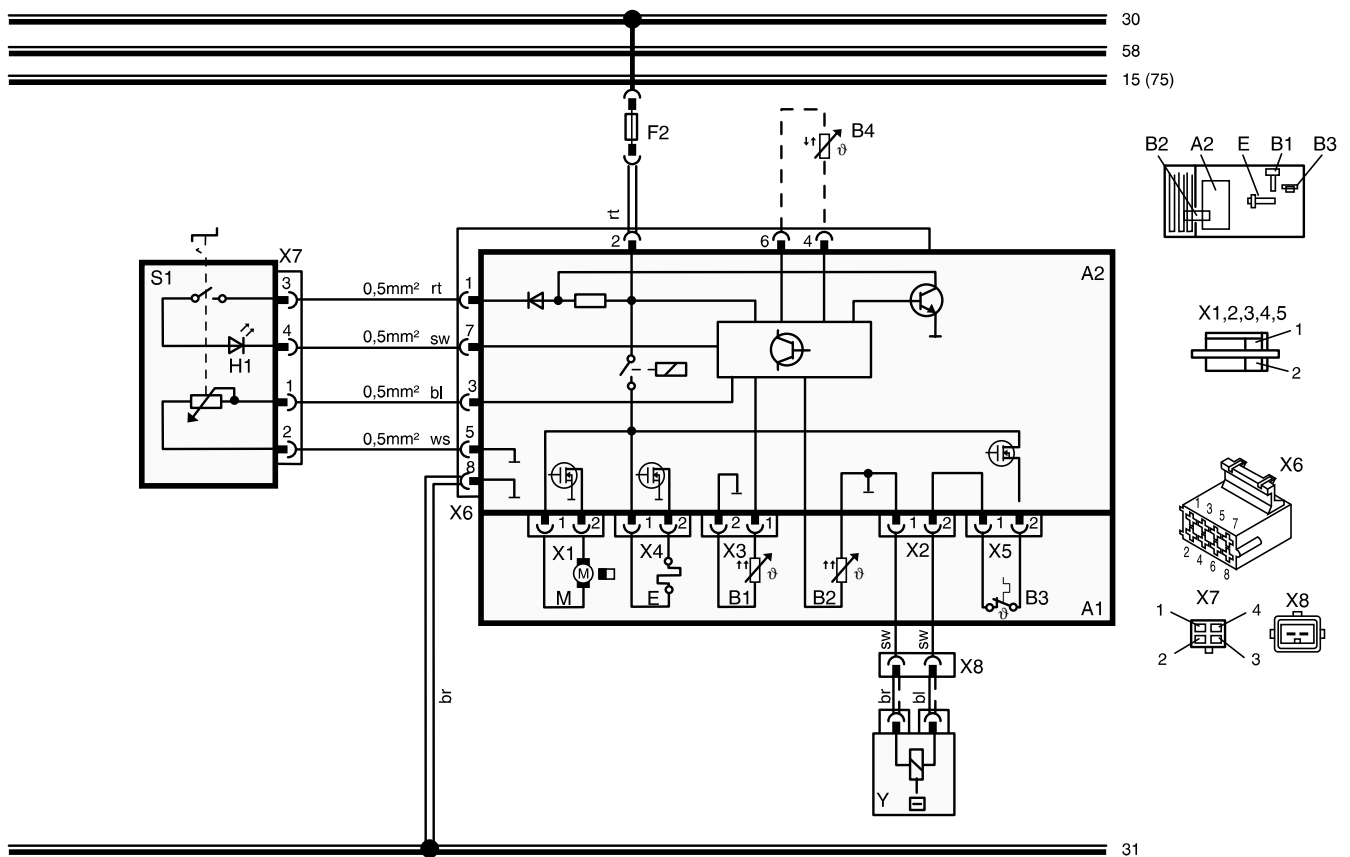 30
58
15 (75)
F2
B4
ϑ
rt
2
6
4
B2 A2 E B1 B3
S1
X7
A2
3
0,5mm² rt
1
4
0,5mm² sw
7
H1
X1,2,3,4,5
1
2
1
0,5mm² bl
3
2
0,5mm² ws
5
8
X6
X6
1 3 5 7
2 4 6 8
1 2
1 2
2 1
1 2
1 2
X1
X4
X3
X2
X5
M
ϑ
ϑ
M
E
B1
B2
B3
ϑ
A1
X7
X8
1
4
2
3
sw
sw
X8
br
br
bl
Y
31